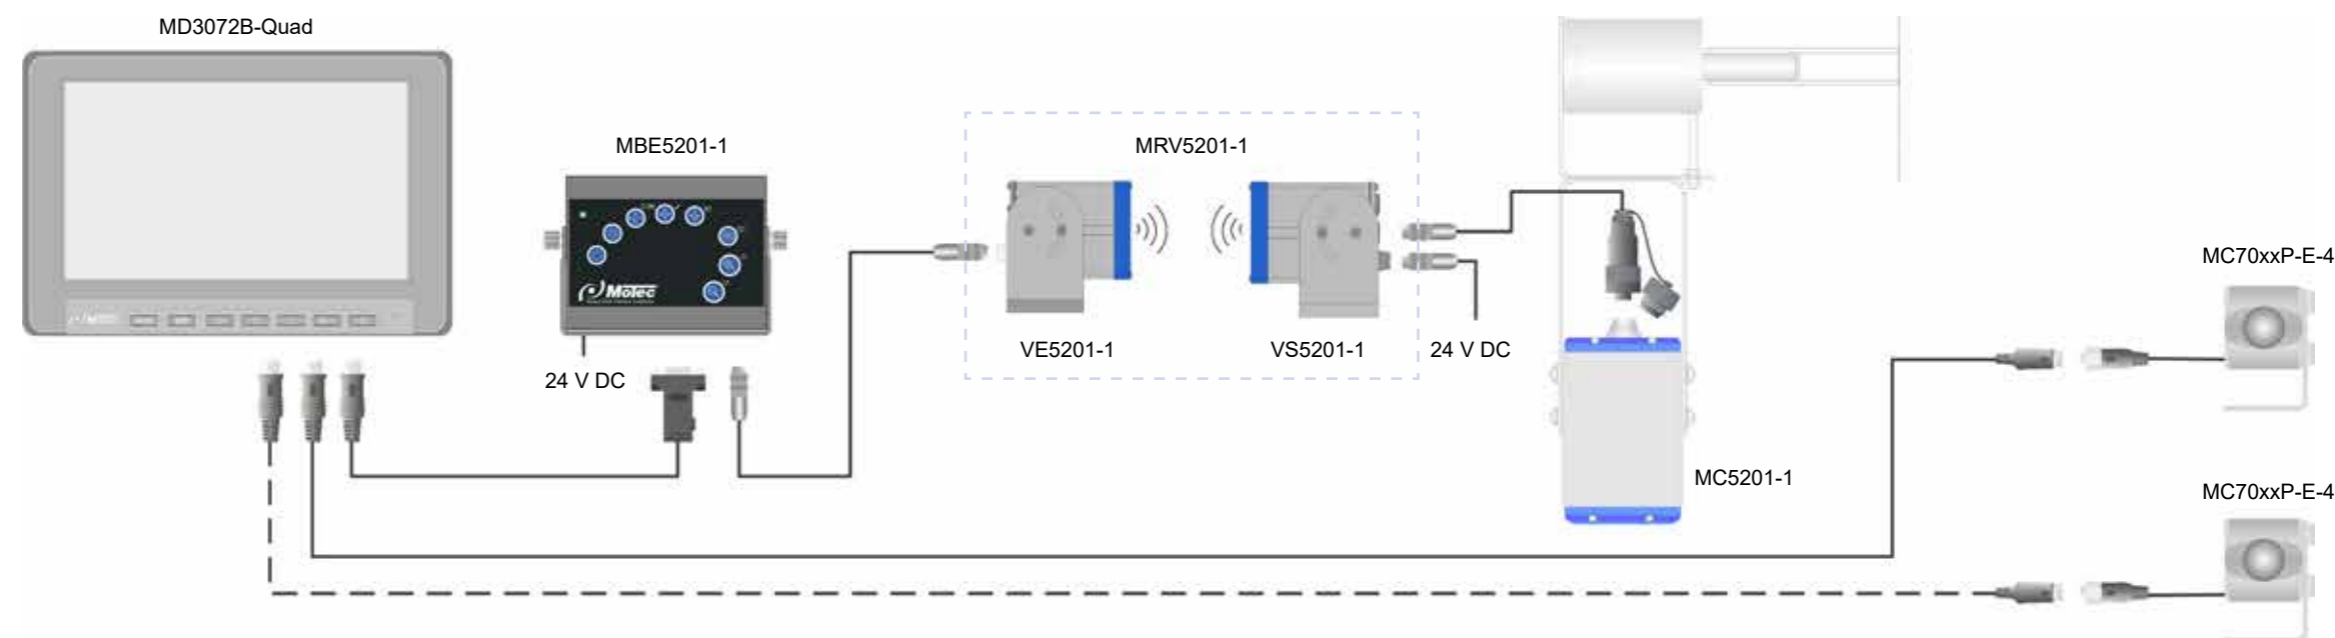 MD3072B-Quad
MBE5201-1
MRV5201-1
MC70xxP-E-4
Motec
VE5201-1
VS5201-1
24 V DC
24 V DC
MC5201-1
MC70xxP-E-4